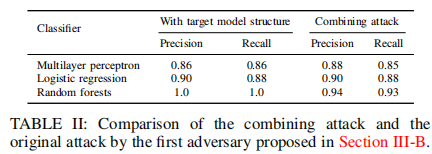 Classifier With target model structure Combining attack
Precision Recall Precision Recall
Multilayer perceptron 0.86 0.86 0.88 0.85
Logistic regression 0.90 0.88 0.90 0.88
Random forests 1.0 1.0 0.94 0.93
TABLE II: Comparison of the combining attack and the
original attack by the first adversary proposed in Section III-B.